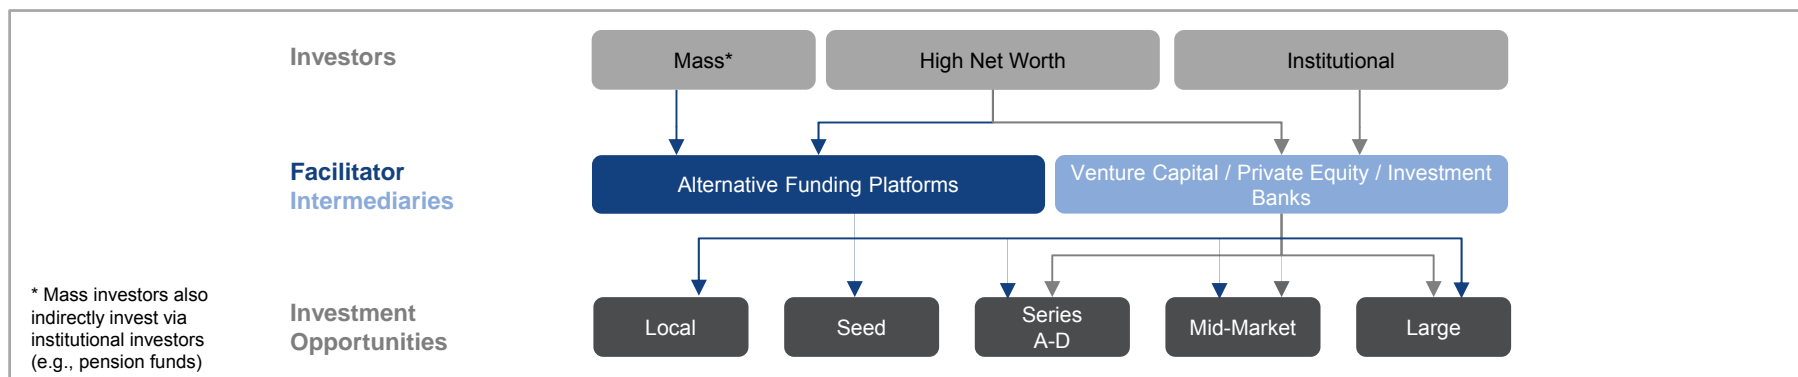 Investors
Mass*
High Net Worth
Institutional
Facilitator
Intermediaries
Alternative Funding Platforms
Venture Capital / Private Equity / Investment
Banks
* Mass investors also
indirectly invest via
institutional investors
(e.g., pension funds)
Investment
Opportunities
Local
Seed
Series
A-D
Mid-Market
Large